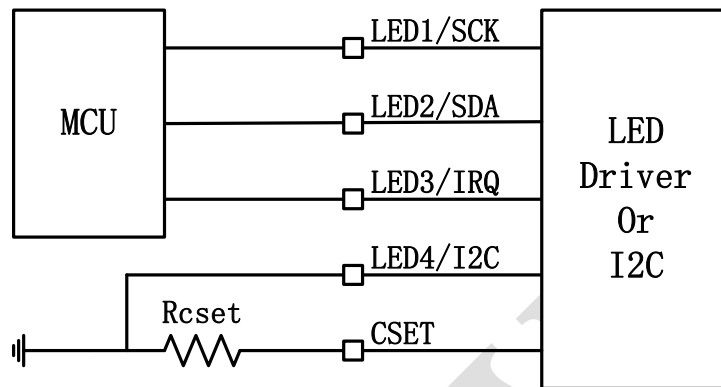 LED1/SCK
MCU
LED2/SDA
LED3/IRQ
LED4/I2C
Rcset
CSET
LED
Driver
Or
I2C